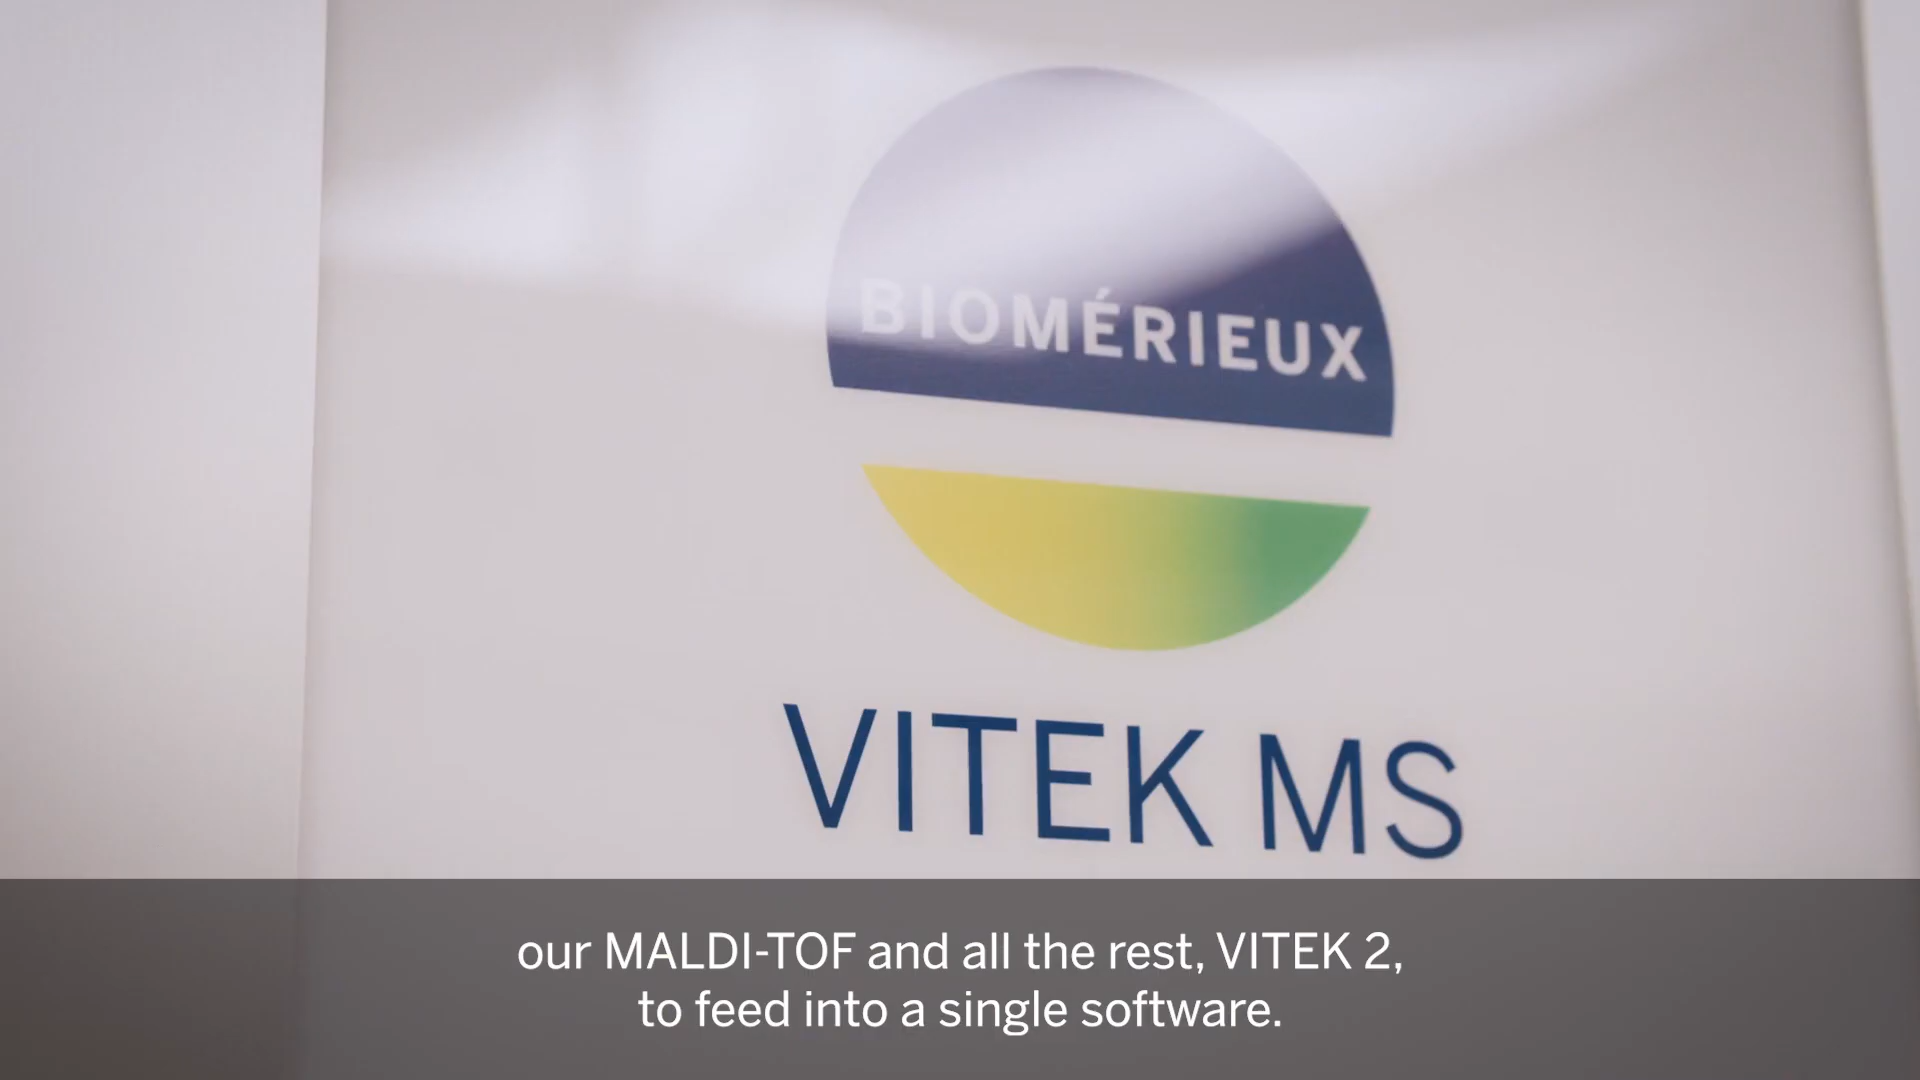 BIOMÉRIEUX
VITEK MS
our MALDI-TOF and all the rest, VITEK 2,
to feed into a single software.